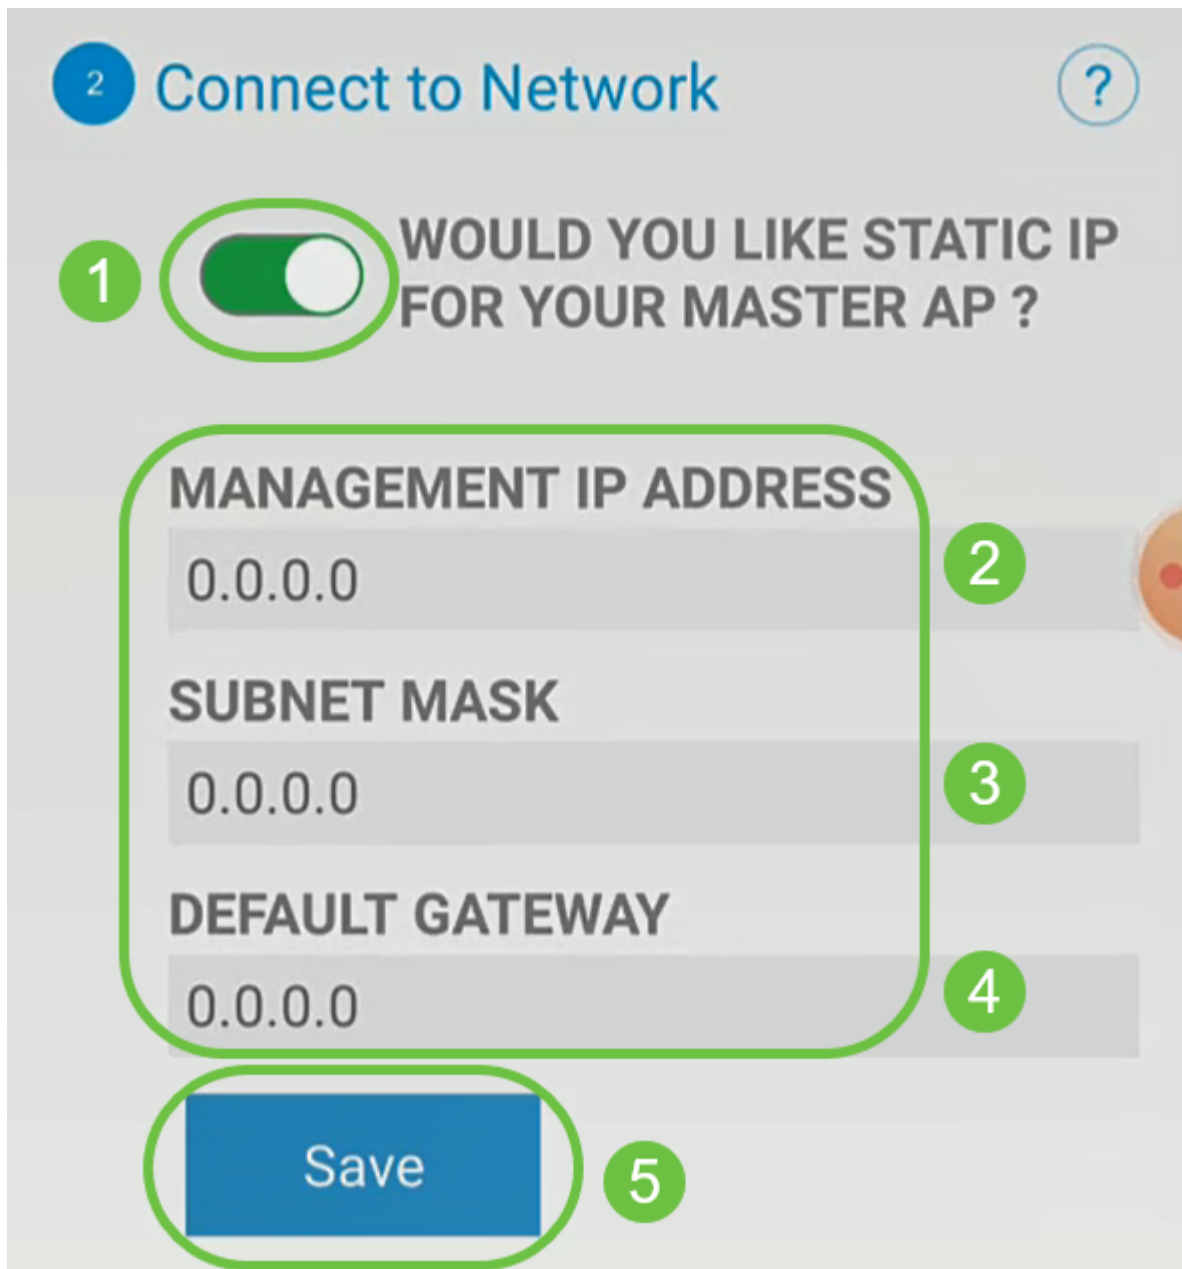 2 Connect to Network ?
1 WOULD YOU LIKE STATIC IP
FOR YOUR MASTER AP ?
MANAGEMENT IP ADDRESS
0.0.0.0 2
SUBNET MASK
0.0.0.0 3
DEFAULT GATEWAY
0.0.0.0 4
Save 5